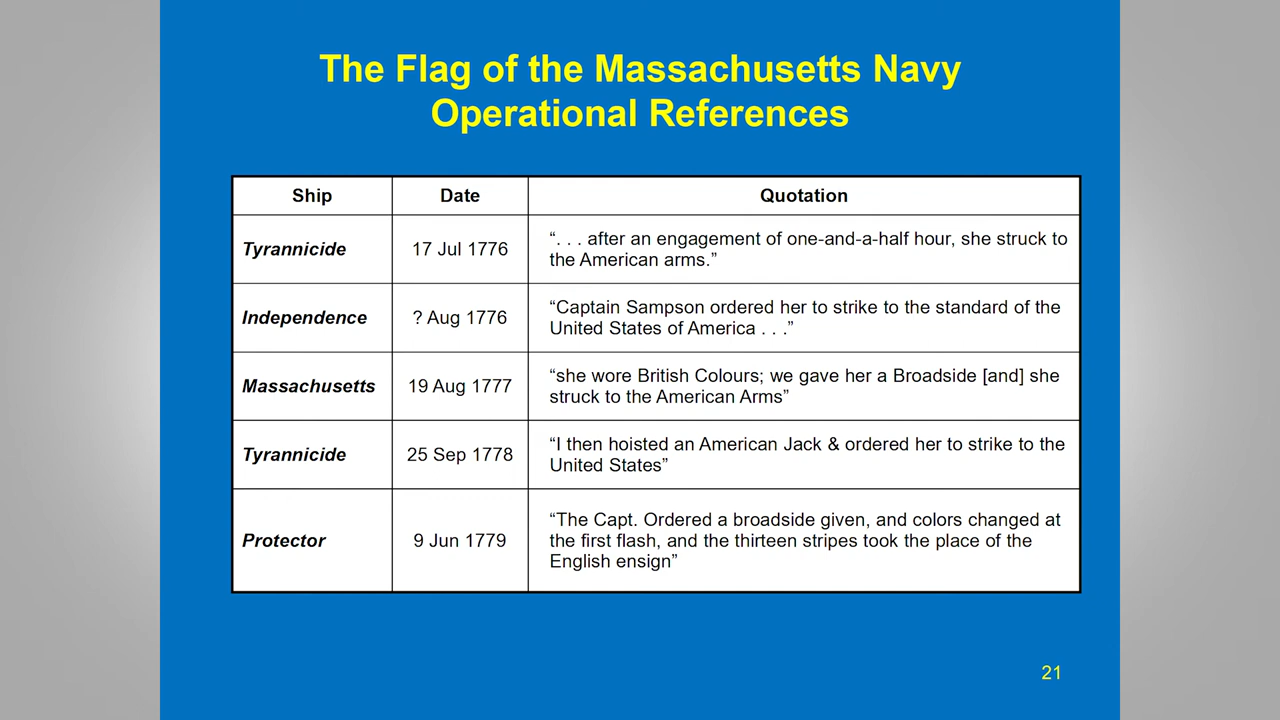 The Flag of the Massachusetts Navy
Operational References
Ship Date Quotation
Tyrannicide 17 Jul 1776 “. . . after an engagement of one-and-a-half hour, she struck to
the American arms.”
Independence ? Aug 1776 “Captain Sampson ordered her to strike to the standard of the
United States of America . . .”
Massachusetts 19 Aug 1777 “she wore British Colours; we gave her a Broadside [and] she
struck to the American Arms”
Tyrannicide 25 Sep 1778 “I then hoisted an American Jack & ordered her to strike to the
United States”
Protector 9 Jun 1779 “The Capt. Ordered a broadside given, and colors changed at
the first flash, and the thirteen stripes took the place of the
English ensign”
21